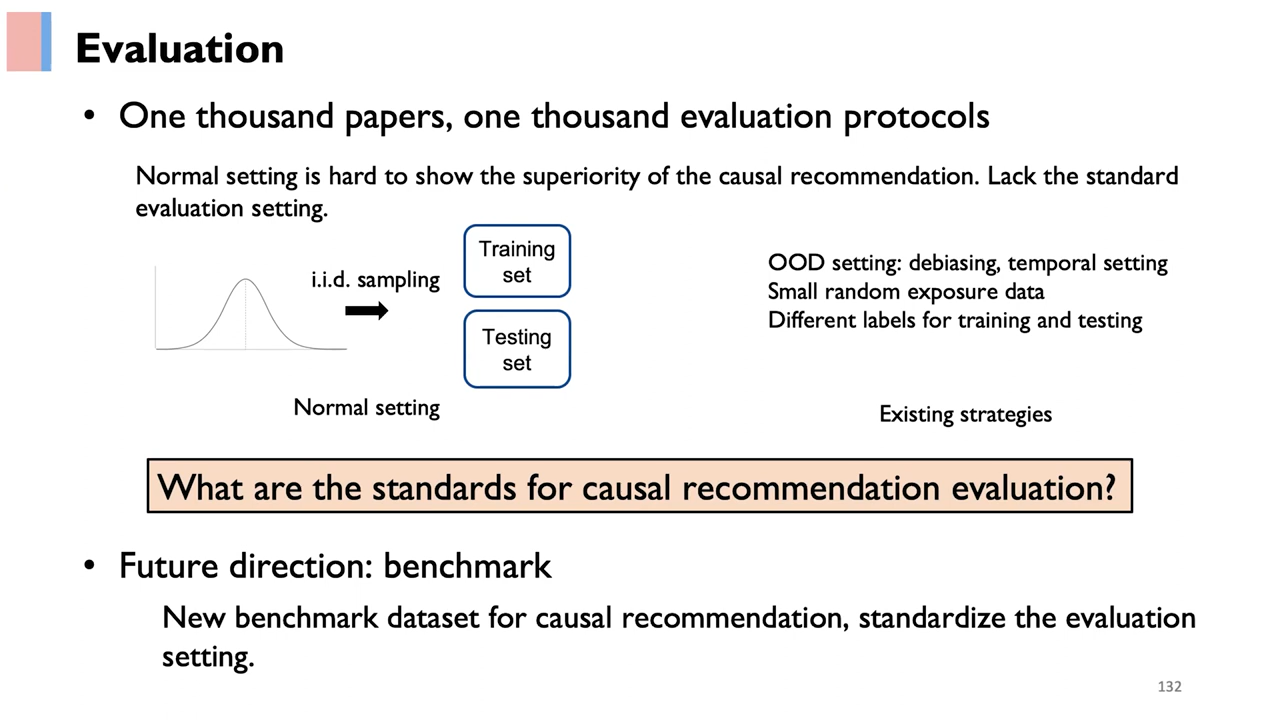 Evaluation
• One thousand papers, one thousand evaluation protocols
Normal setting is hard to show the superiority of the causal recommendation. Lack the standard
evaluation setting.
i.i.d. sampling
Training
set
Testing
set
Normal setting
OOD setting: debiasing, temporal setting
Small random exposure data
Different labels for training and testing
Existing strategies
What are the standards for causal recommendation evaluation?
• Future direction: benchmark
New benchmark dataset for causal recommendation, standardize the evaluation
setting.
132